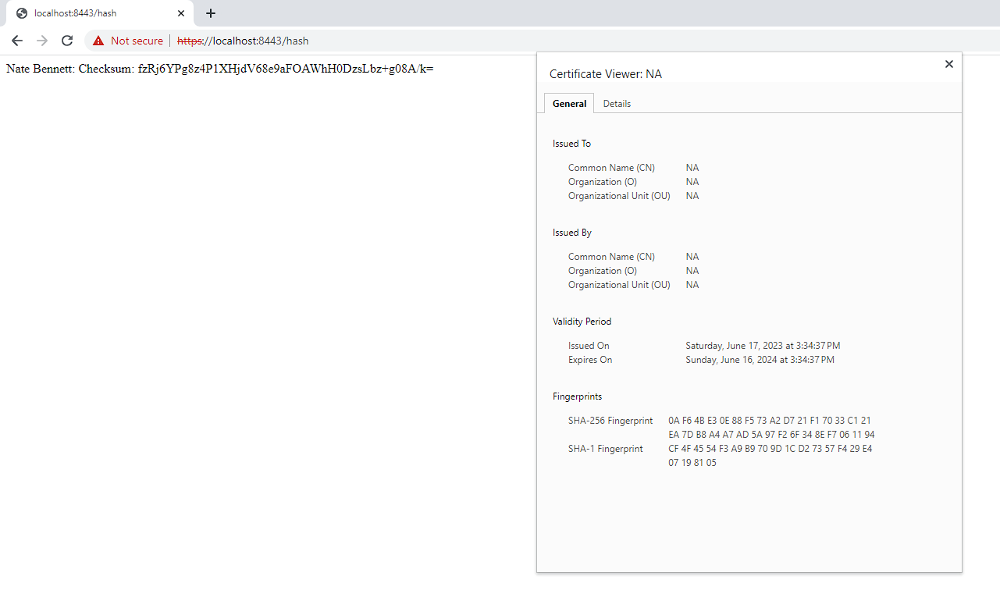 localhost:8443/hash
Not secure | https://localhost:8443/hash
Nate Bennett: Checksum: fzRj6YPg8z4P1XHjdV68e9aFOAWhH0DzsLbz+g08A/k=
Certificate Viewer: NA
General Details
Issued To
Common Name (CN) NA
Organization (O) NA
Organizational Unit (OU) NA
Issued By
Common Name (CN) NA
Organization (O) NA
Organizational Unit (OU) NA
Validity Period
Issued On Saturday, June 17, 2023 at 3:34:37 PM
Expires On Sunday, June 16, 2024 at 3:34:37 PM
Fingerprints
SHA-256 Fingerprint 0A F6 4B E3 0E 88 F5 73 A2 D7 21 F1 70 33 C1 21
EA 7D B8 A4 A7 AD 5A 97 F2 6F 34 8E F7 06 11 94
SHA-1 Fingerprint CF 4F 45 54 F3 A9 B9 70 9D 1C D2 73 57 F4 29 E4
07 19 81 05